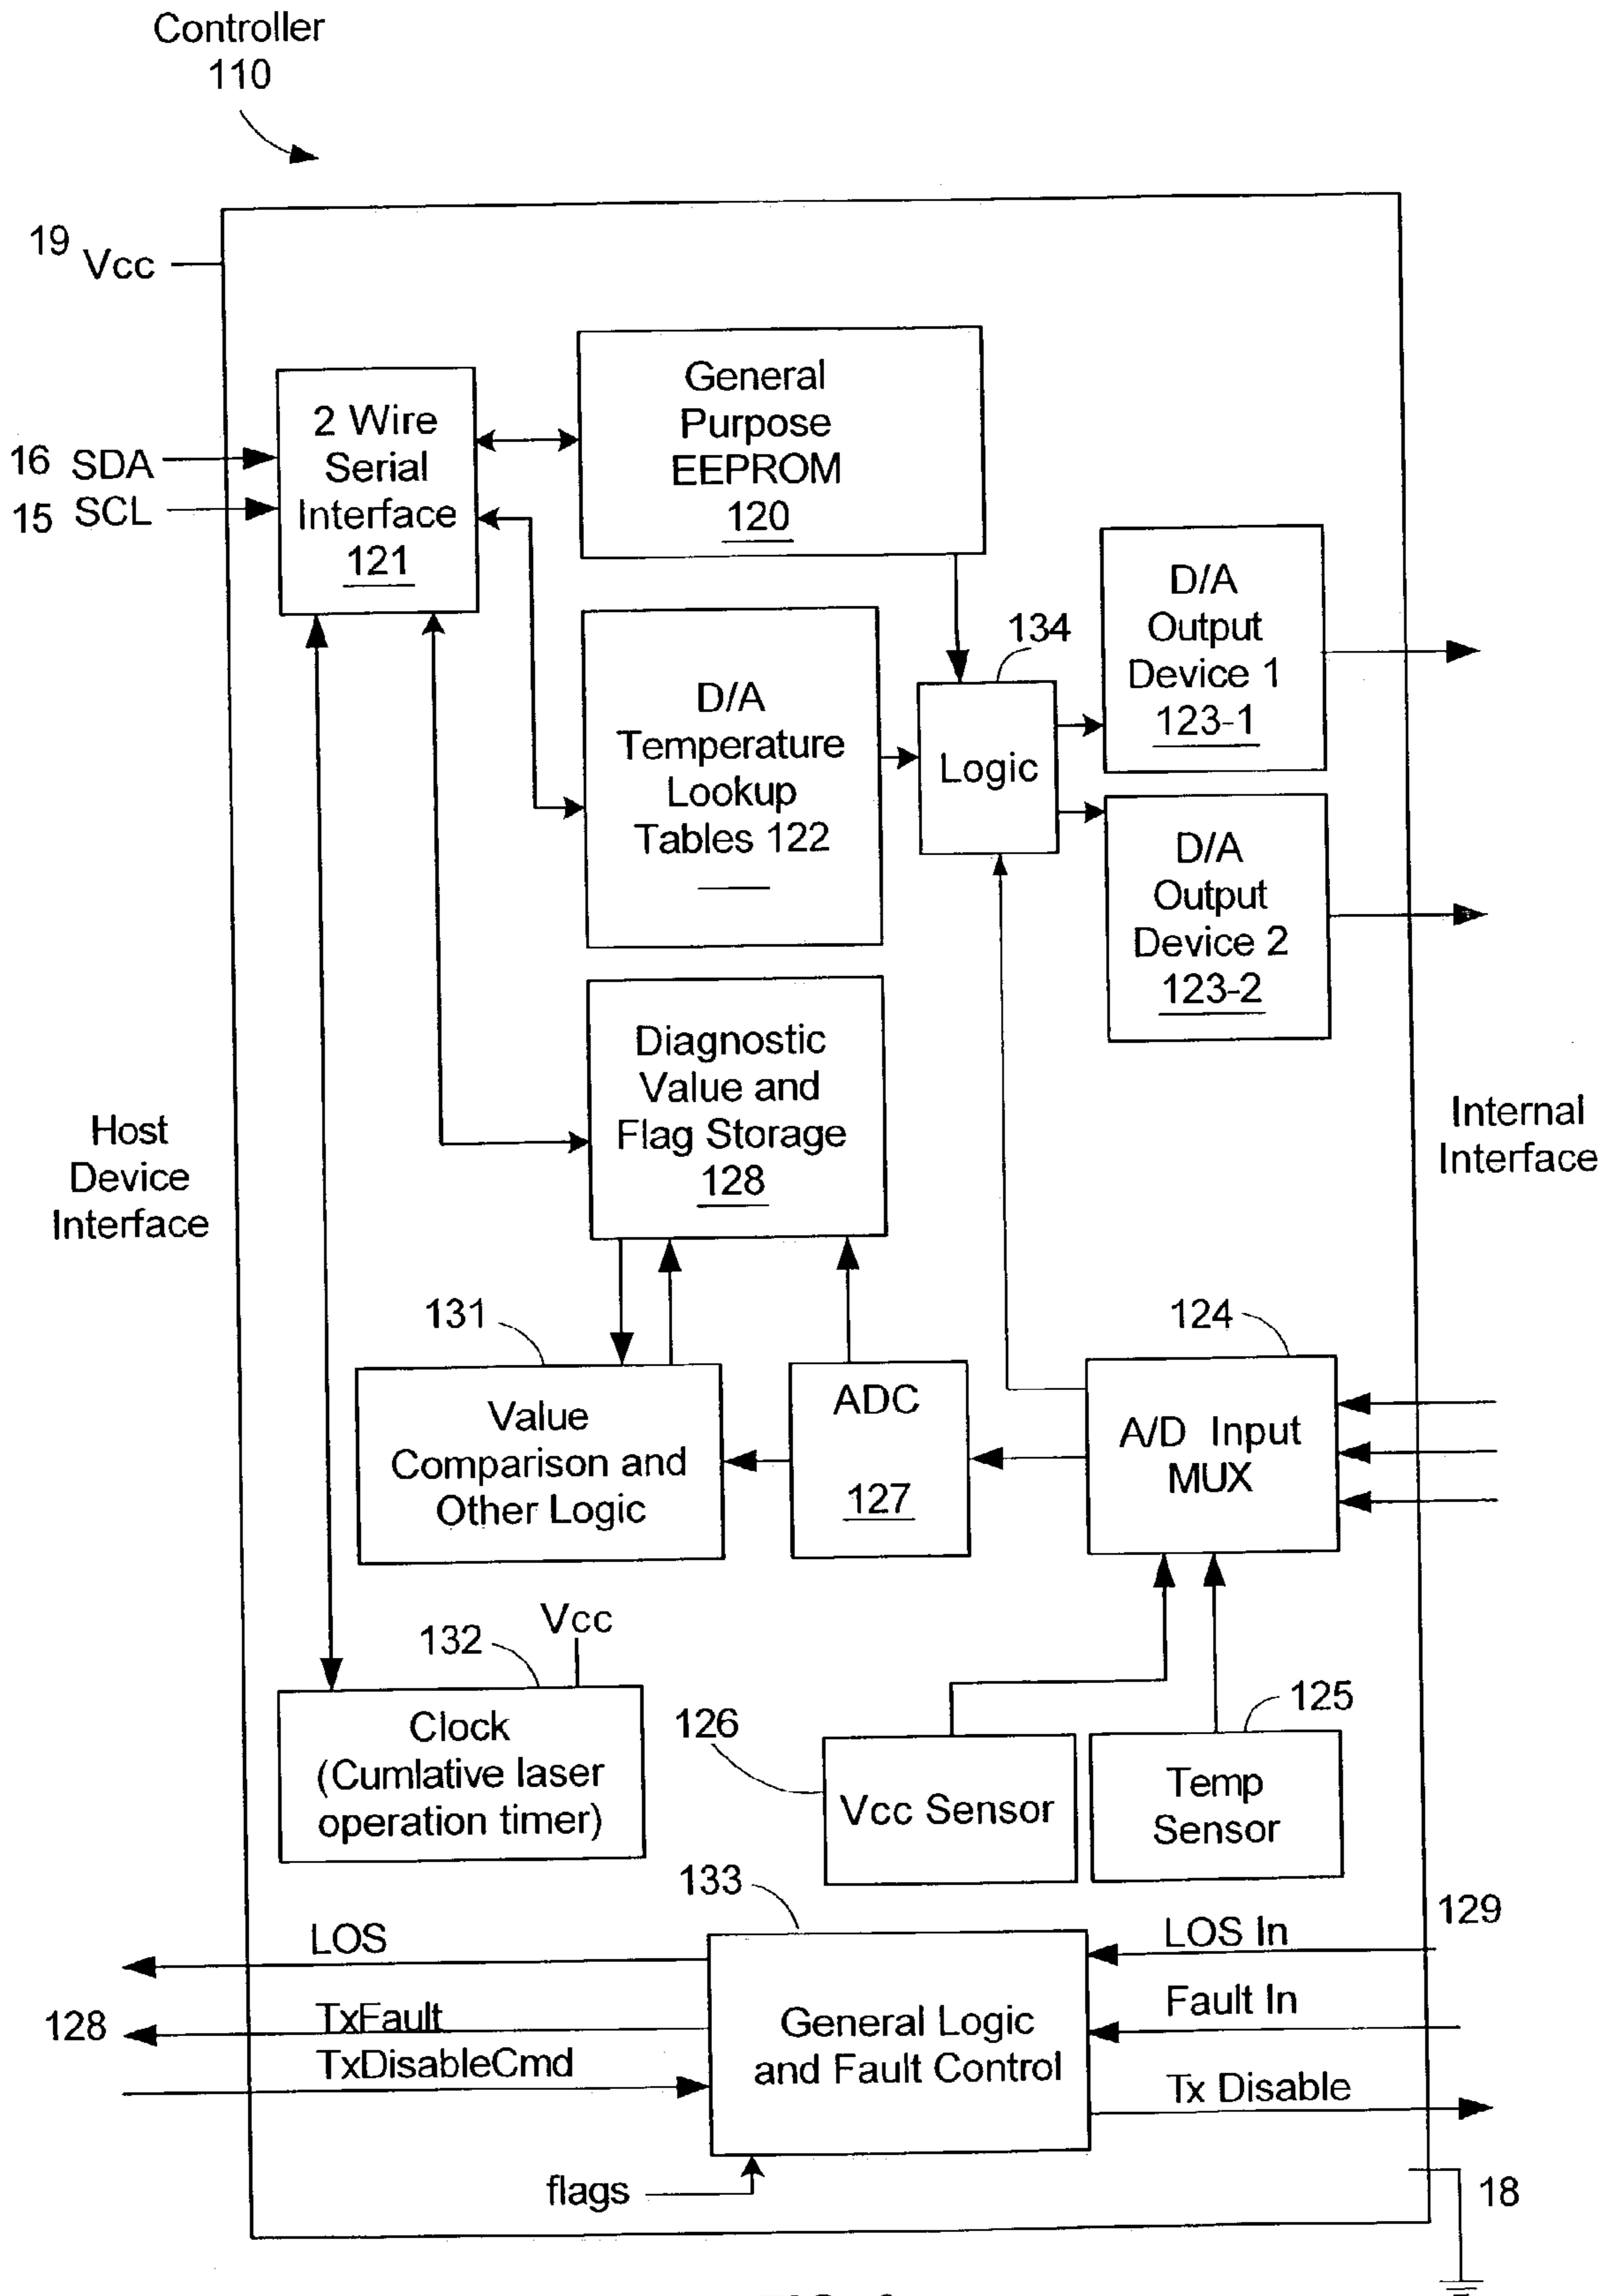 Controller
110
19
Vcc
2 Wire
Serial
Interface
121
General
Purpose
EEPROM
120
16 SDA
15 SCL
D/A
Output
Device 1
123-1
134
D/A
Temperature
Lookup
Tables 122
Logic
D/A
Output
Device 2
123-2
Diagnostic
Value and
Flag Storage
128
Host
Device
Interface
Internal
Interface
131
124
Value
Comparison and
Other Logic
ADC
127
A/D Input
MUX
132
Vcc
Clock
(Cumlative laser
operation timer)
126
125
Vcc Sensor
Temp
Sensor
133
129
LOS
LOS In
128
TxFault
Fault In
General Logic
and Fault Control
TxDisableCmd
Tx Disable
flags
18